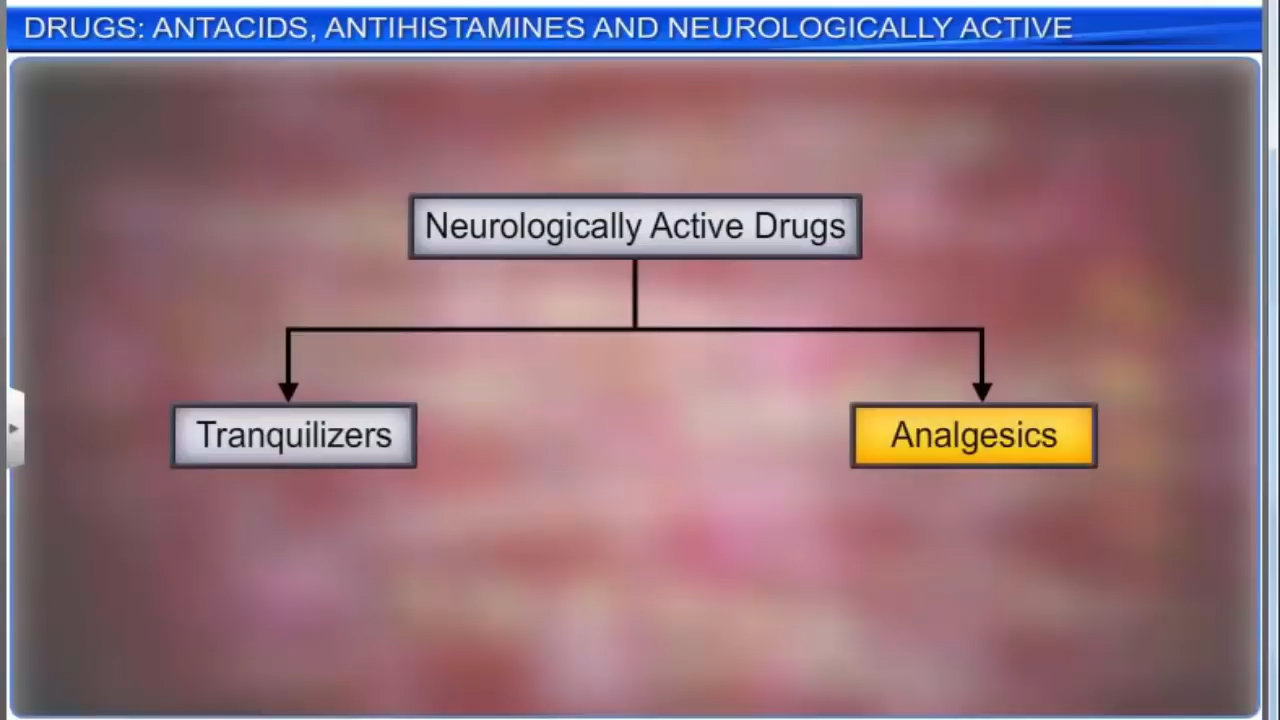 DRUGS: ANTACIDS, ANTIHISTAMINES AND NEUROLOGICALLY ACTIVE
Neurologically Active Drugs
Tranquilizers
Analgesics